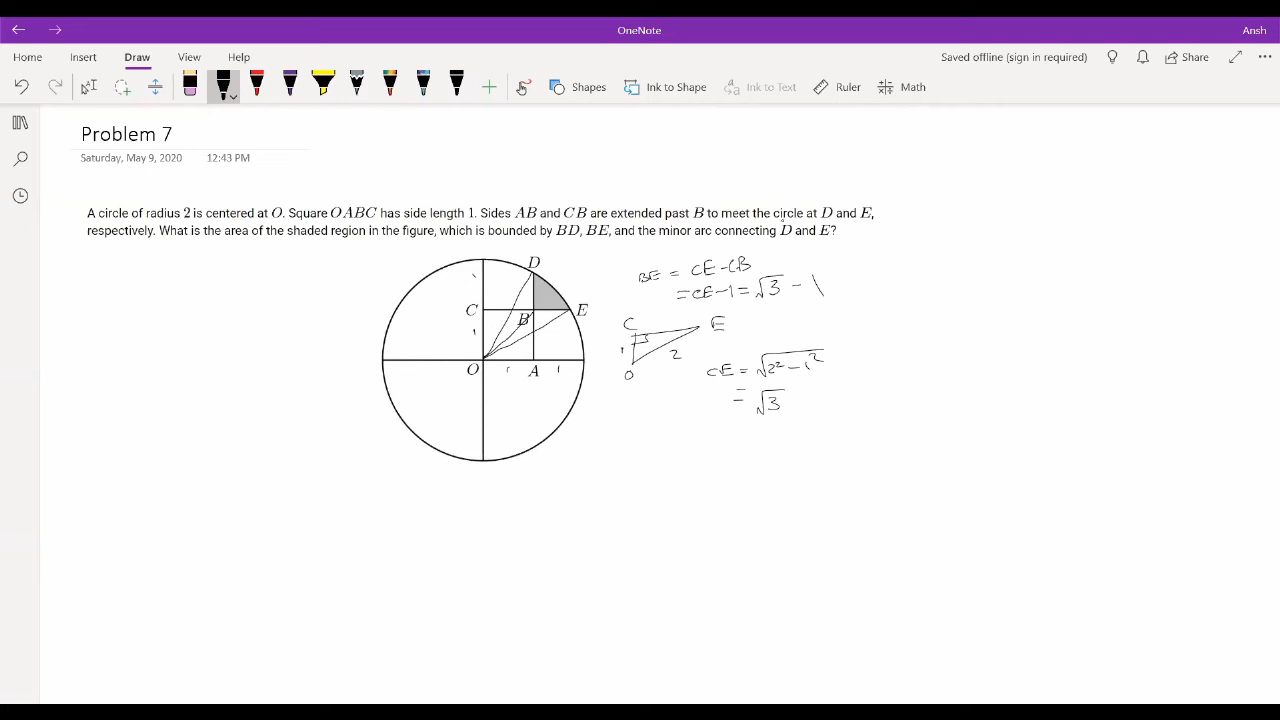 OneNote
Ansh
Home Insert Draw View Help
Saved offline (sign in required) Share
Shapes Ink to Shape Ink to Text Ruler Math
Problem 7
Saturday, May 9, 2020 12:43 PM
A circle of radius 2 is centered at O. Square OABC has side length 1. Sides AB and CB are extended past B to meet the circle at D and E,
respectively. What is the area of the shaded region in the figure, which is bounded by BD, BE, and the minor arc connecting D and E?
D
C B E
1
O A
1 1
BE = CE - CB
= CE - 1 = √3 - 1
C E
1 2
O
CE = √2² - 1²
=
= √3